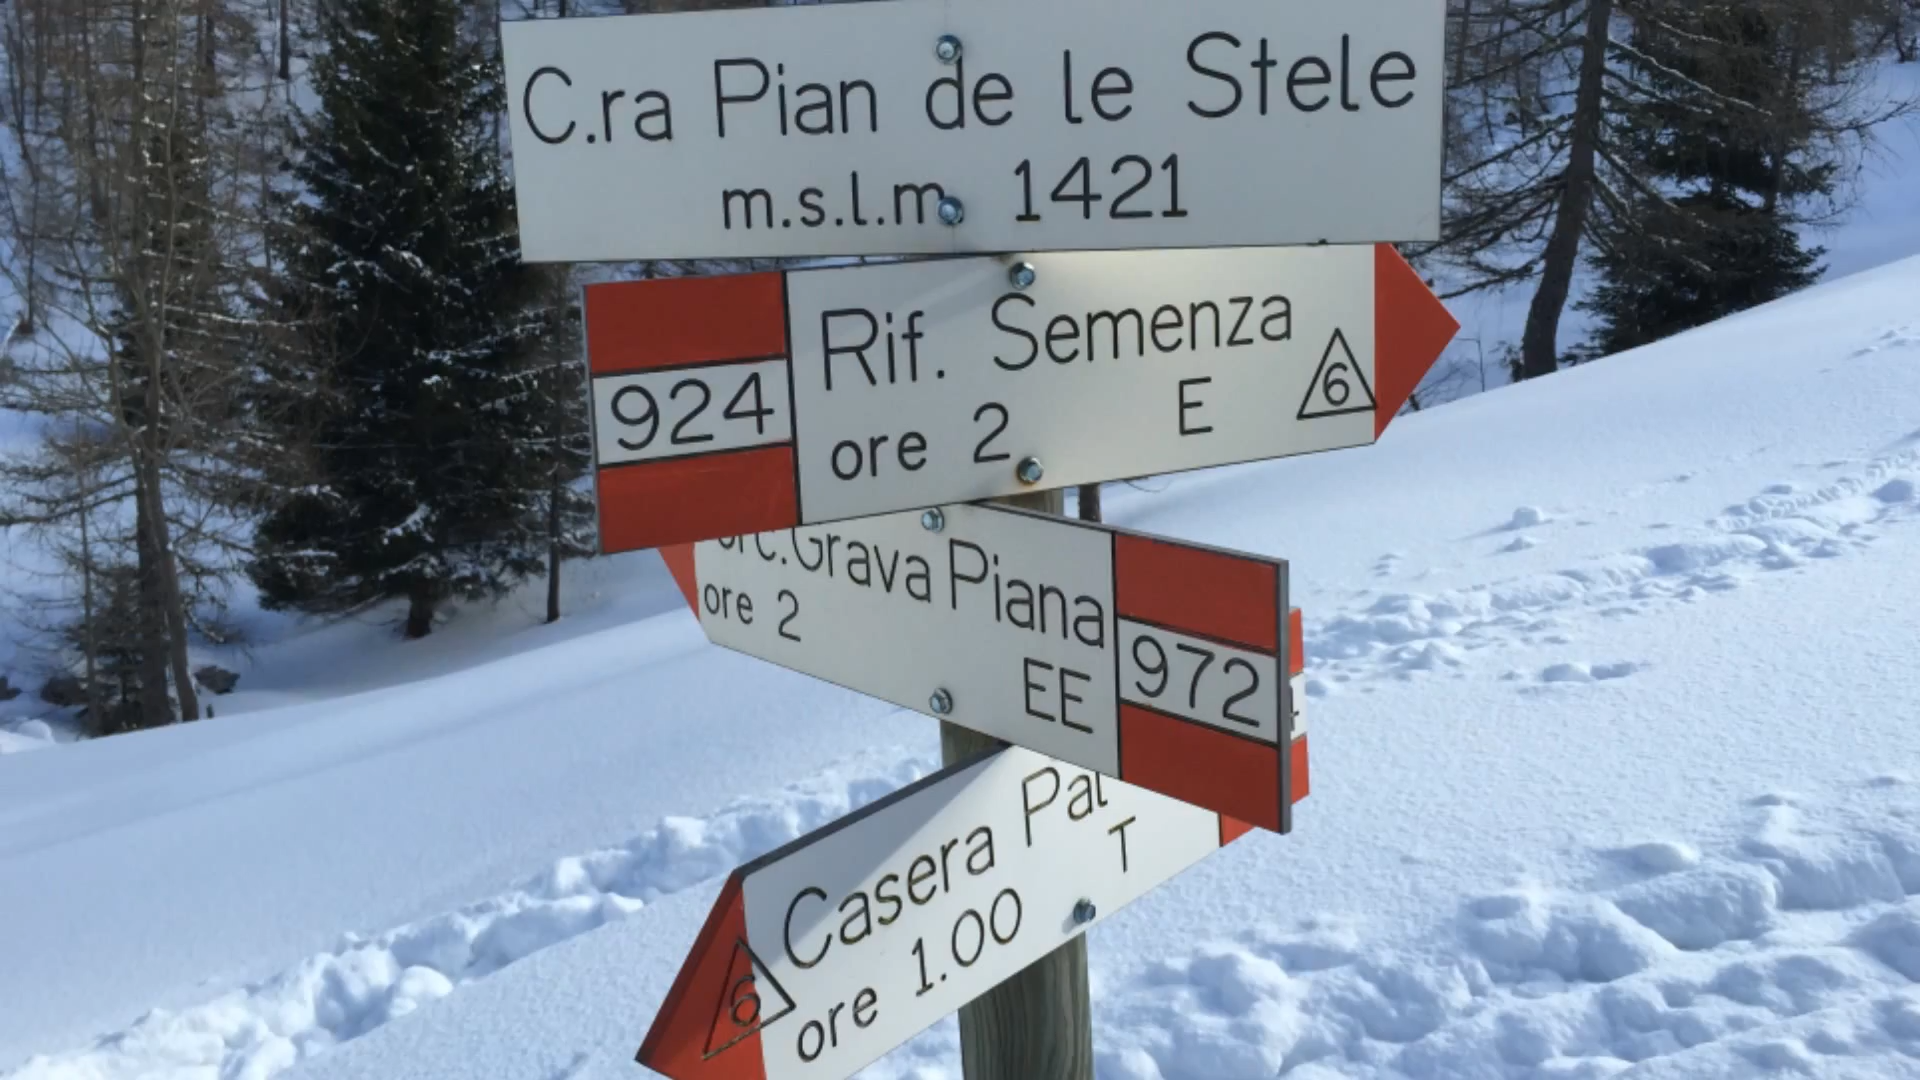 C.ra Pian de le Stele
m.s.l.m. 1421
924
Rif. Semenza
ore 2 E 6
Grava Piana
ore 2
EE
972
Casera
T
ore 1.00
6